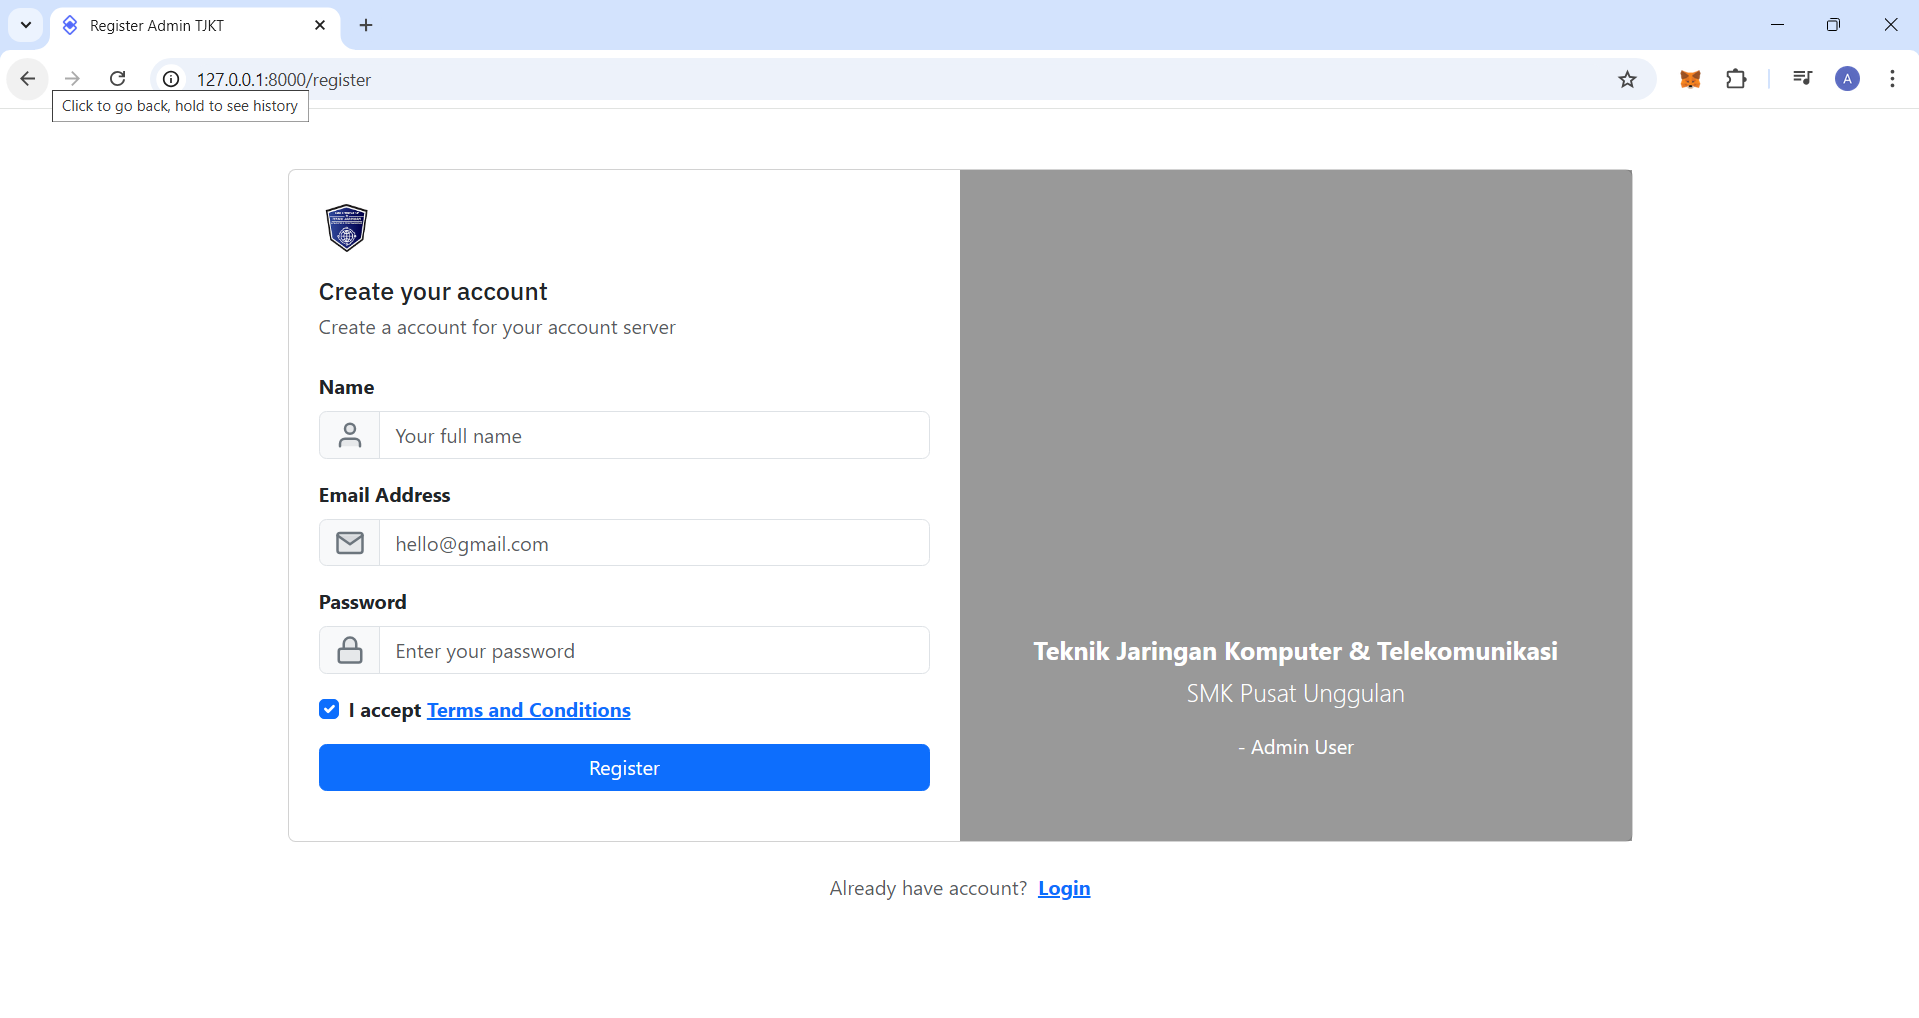 Register Admin TJKT
127.0.0.1:8000/register
A
Click to go back, hold to see history
Create your account
Create a account for your account server
Name
Your full name
Email Address
hello@gmail.com
Password
Enter your password
I accept Terms and Conditions
Register
Teknik Jaringan Komputer & Telekomunikasi
SMK Pusat Unggulan
- Admin User
Already have account? Login